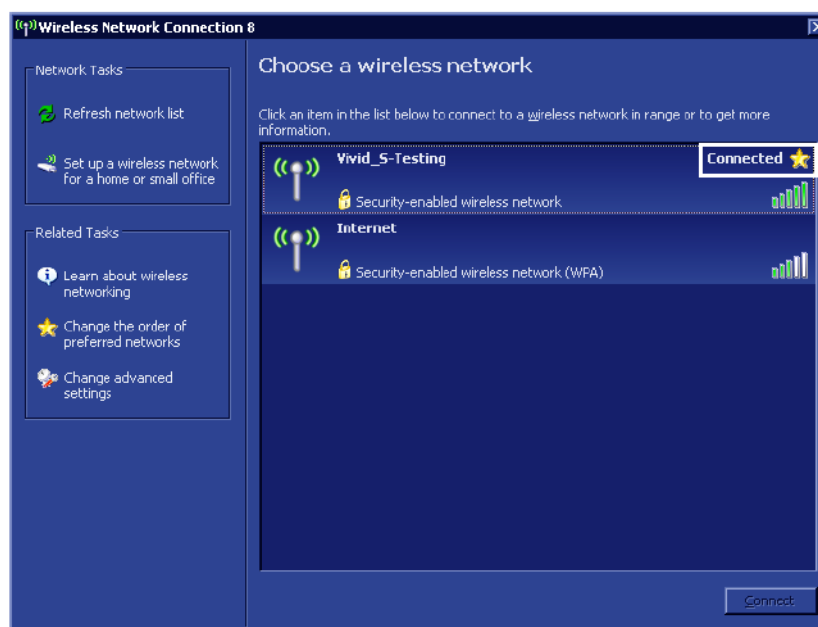 Wireless Network Connection 8
Network Tasks
Refresh network list
Set up a wireless network
for a home or small office
Related Tasks
Learn about wireless
networking
Change the order of
preferred networks
Change advanced
settings
Choose a wireless network
Click an item in the list below to connect to a wireless network in range or to get more
information.
Vivid_S-Testing
Connected
Security-enabled wireless network
Internet
Security-enabled wireless network (WPA)
Connect